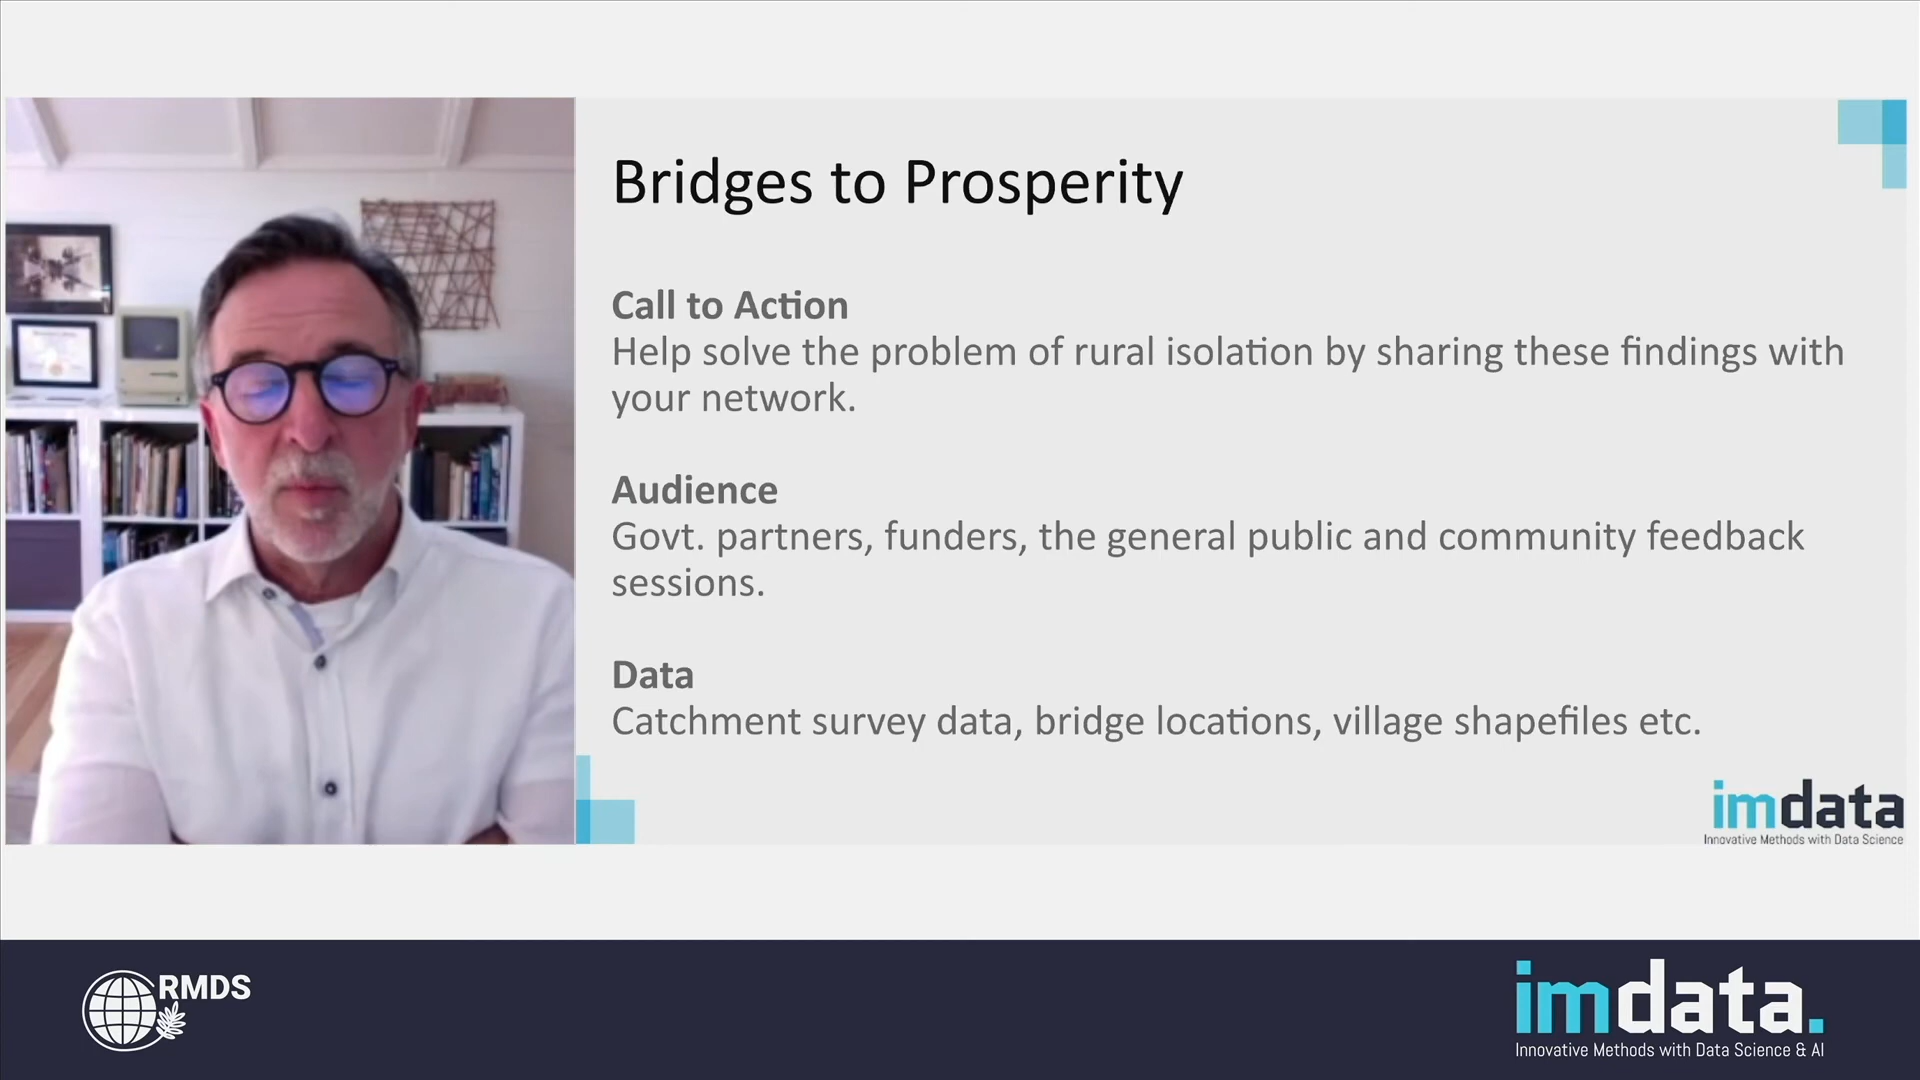 Bridges to Prosperity
Call to Action
Help solve the problem of rural isolation by sharing these findings with
your network.
Audience
Govt. partners, funders, the general public and community feedback
sessions.
Data
Catchment survey data, bridge locations, village shapefiles etc.
imdata
Innovative Methods with Data Science
RMDS
imdata.
Innovative Methods with Data Science & AI